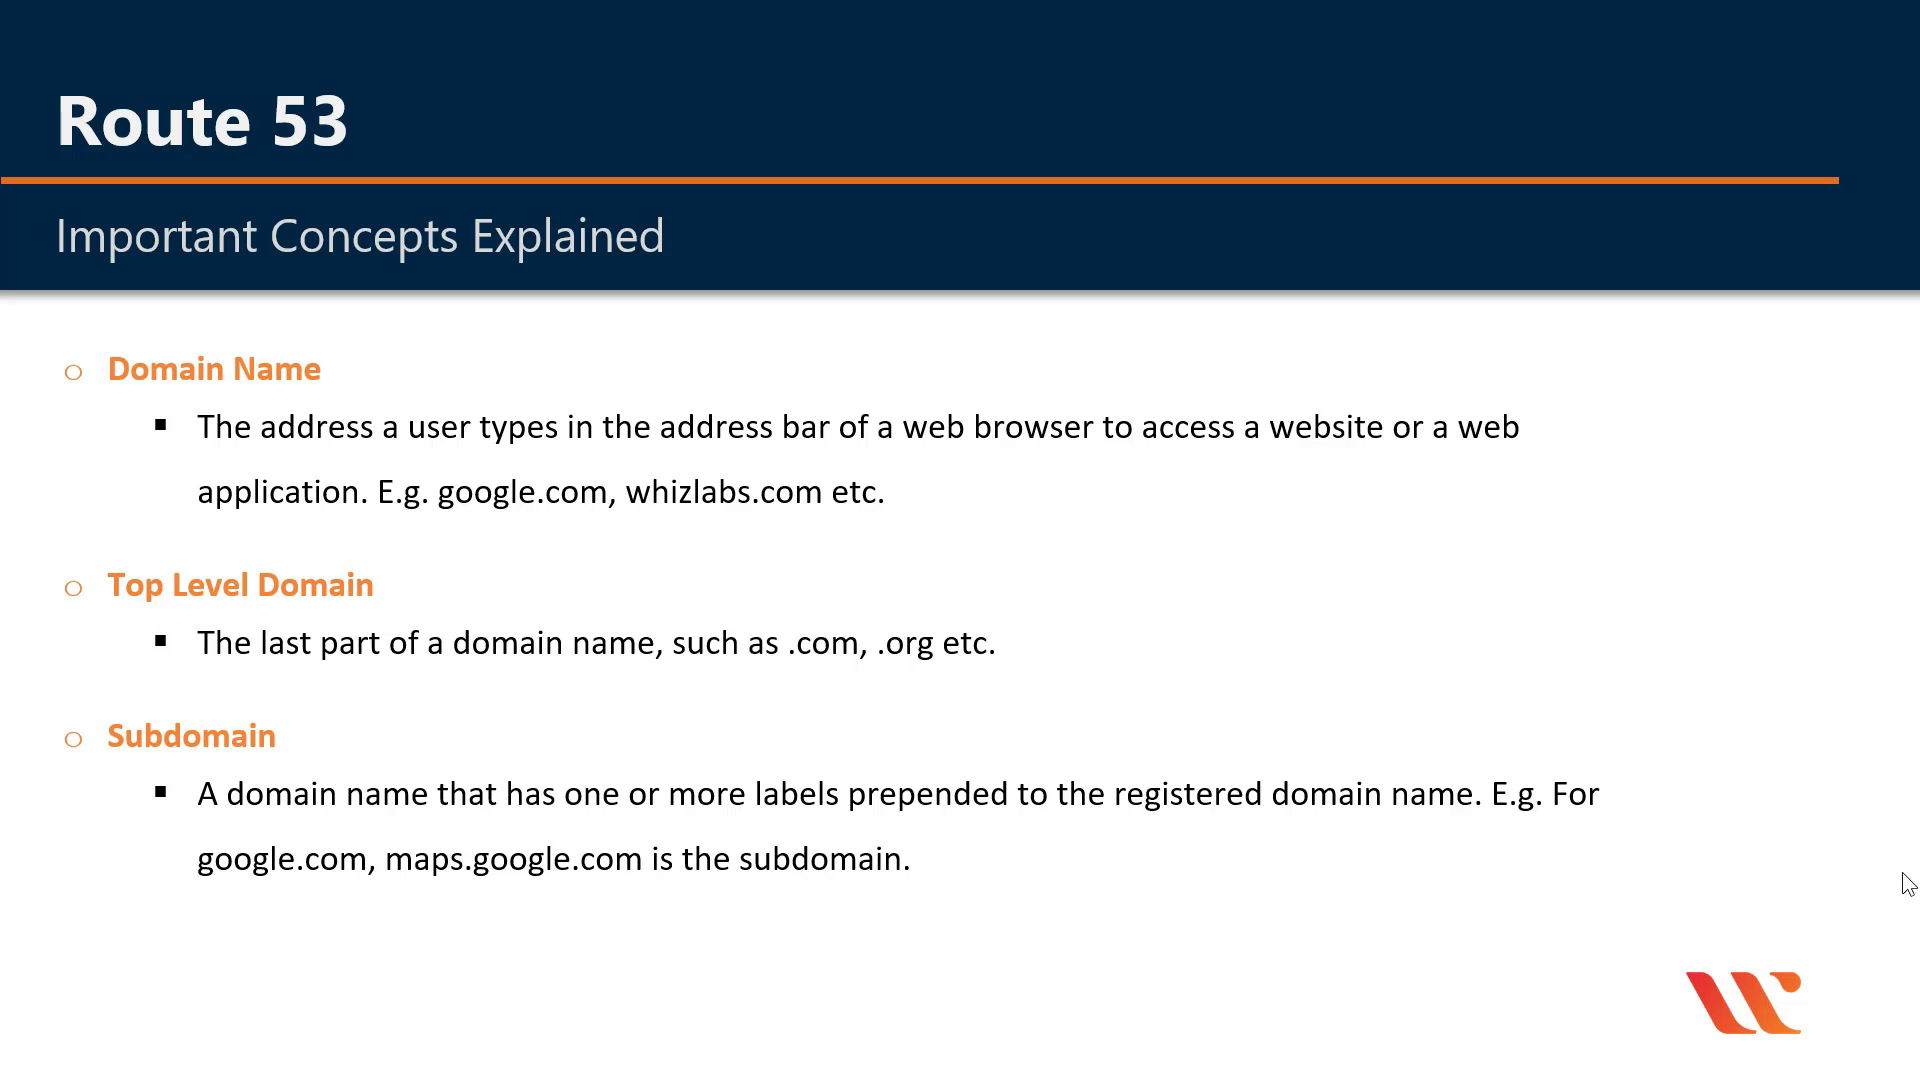 Route 53
Important Concepts Explained
o Domain Name
▪ The address a user types in the address bar of a web browser to access a website or a web
application. E.g. google.com, whizlabs.com etc.
o Top Level Domain
▪ The last part of a domain name, such as .com, .org etc.
o Subdomain
▪ A domain name that has one or more labels prepended to the registered domain name. E.g. For
google.com, maps.google.com is the subdomain.